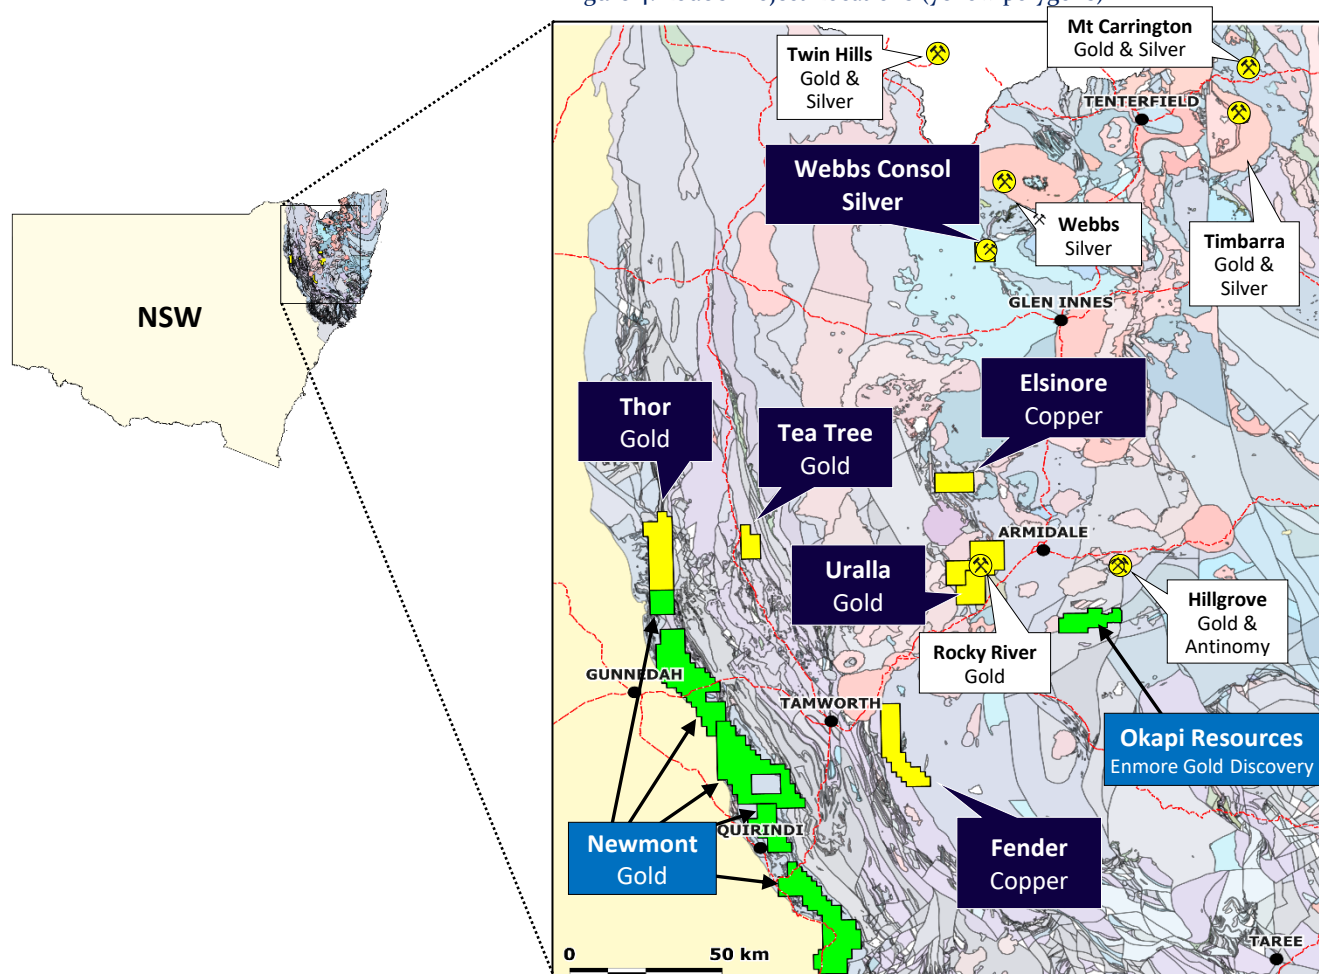 Mt Carrington
Gold & Silver
Twin Hills
Gold &
Silver
TENTERFIELD
Webbs Consol
Silver
Webbs
Silver
Timbarra
Gold &
Silver
NSW
GLEN INNES
Elsinore
Copper
Thor
Gold
Tea Tree
Gold
ARMIDALE
Uralla
Gold
Hillgrove
Gold &
Antinomy
Rocky River
Gold
GUNNEDAH
TAMWORTH
Okapi Resources
Enmore Gold Discovery
QUIRINDI
Newmont
Gold
Fender
Copper
TAREE
0 50 km